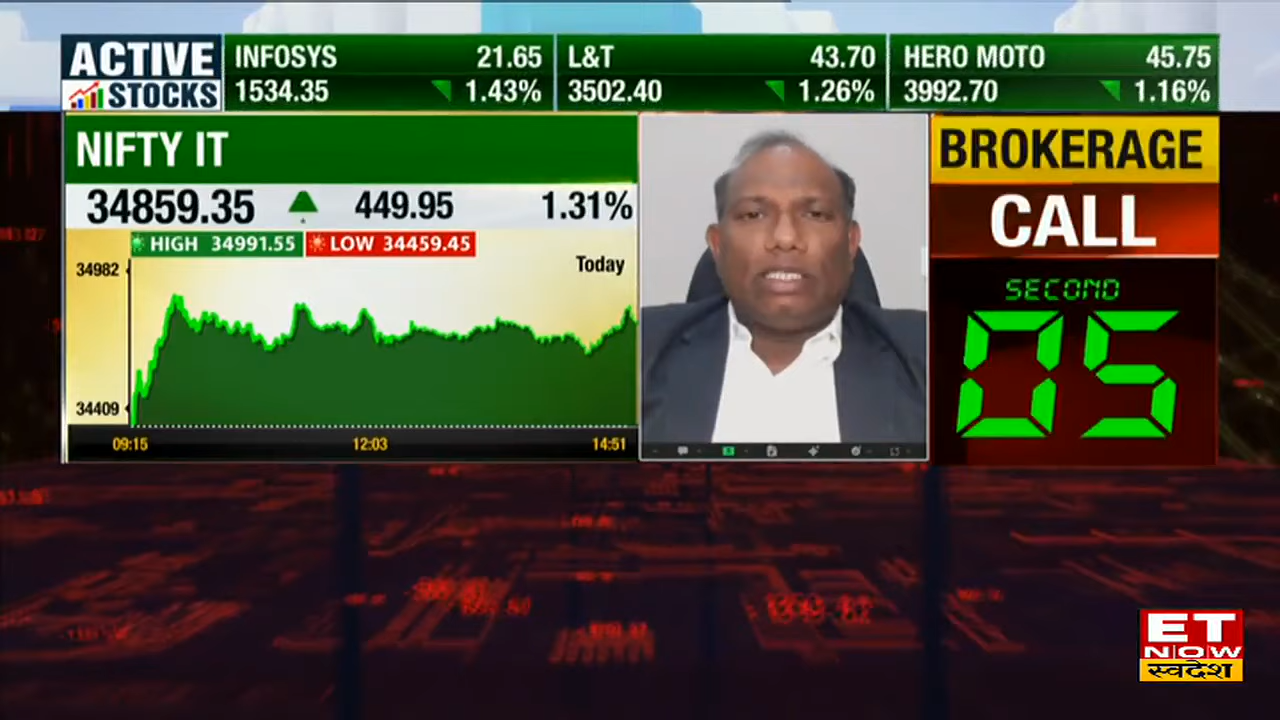 ACTIVE
STOCKS
INFOSYS 21.65
1534.35 1.43%
L&T 43.70
3502.40 1.26%
HERO MOTO 45.75
3992.70 1.16%
NIFTY IT
34859.35 449.95 1.31%
HIGH 34991.55 LOW 34459.45
Today
34982
34409
09:15 12:03 14:51
BROKERAGE
CALL
SECOND
05
ET
NOW
स्वदेश